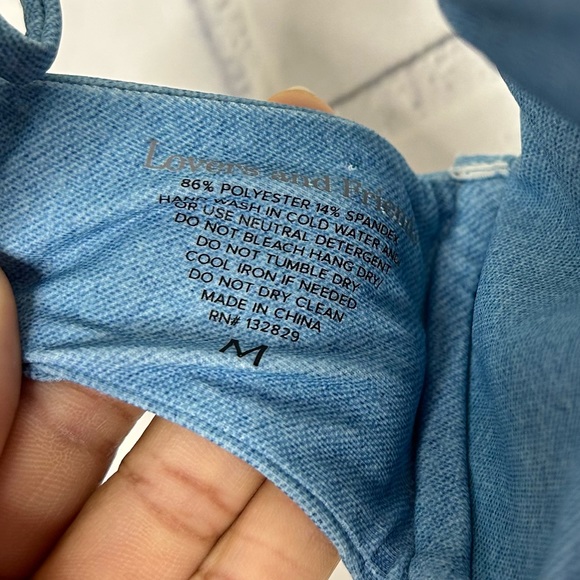 Lovers and Friends
86% POLYESTER 14% SPANDEX
HAND WASH IN COLD WATER AND
USE NEUTRAL DETERGENT
DO NOT BLEACH HANG DRY/
DO NOT TUMBLE DRY
COOL IRON IF NEEDED
DO NOT DRY CLEAN
MADE IN CHINA
RN# 132829
M